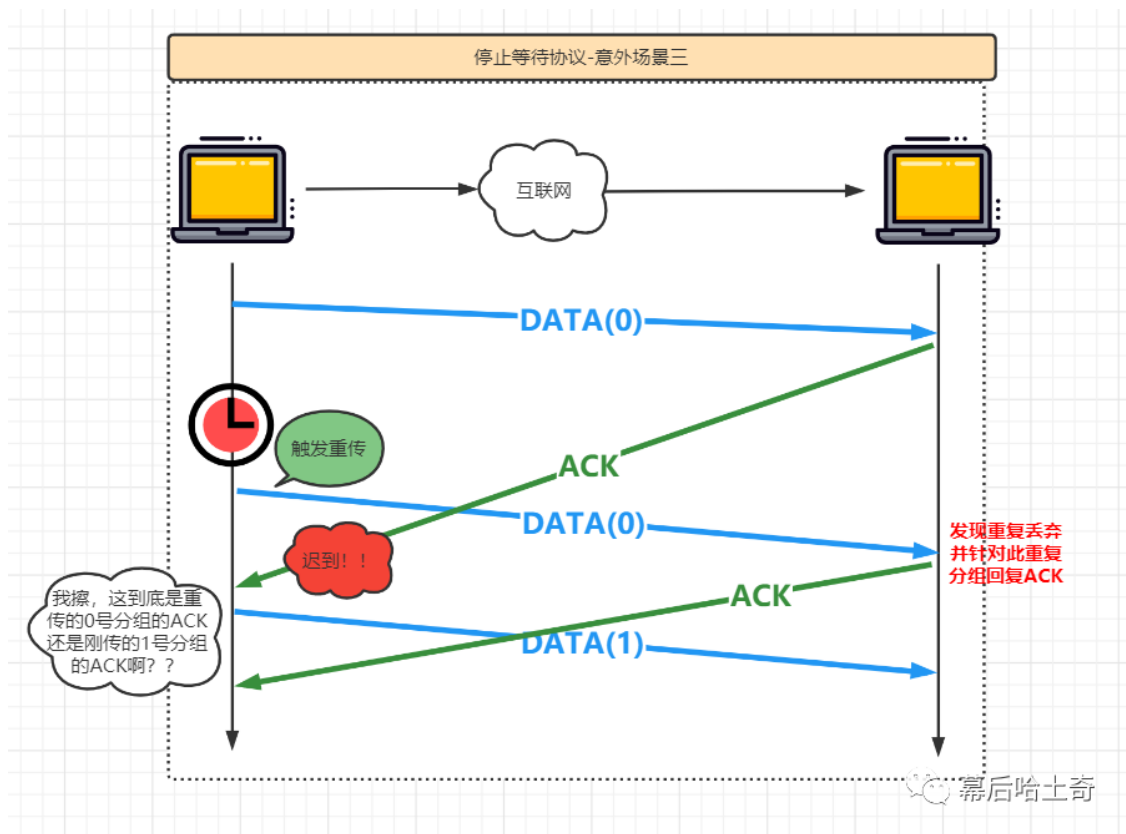 停止等待协议-意外场景三
互联网
DATA(0)
触发重传
ACK
DATA(0)
发现重复丢弃
并针对此重复
分组回复ACK
迟到！！
ACK
我擦，这到底是重
传的0号分组的ACK
还是刚传的1号分组
的ACK啊？？
DATA(1)
幕后哈土奇